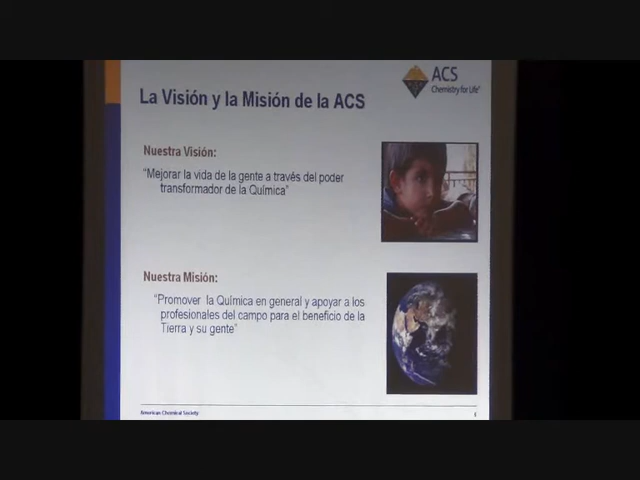 ACS
Chemistry for Life®
La Visión y la Misión de la ACS
Nuestra Visión:
“Mejorar la vida de la gente a través del poder
transformador de la Química”
Nuestra Misión:
“Promover la Química en general y apoyar a los
profesionales del campo para el beneficio de la
Tierra y su gente”
American Chemical Society